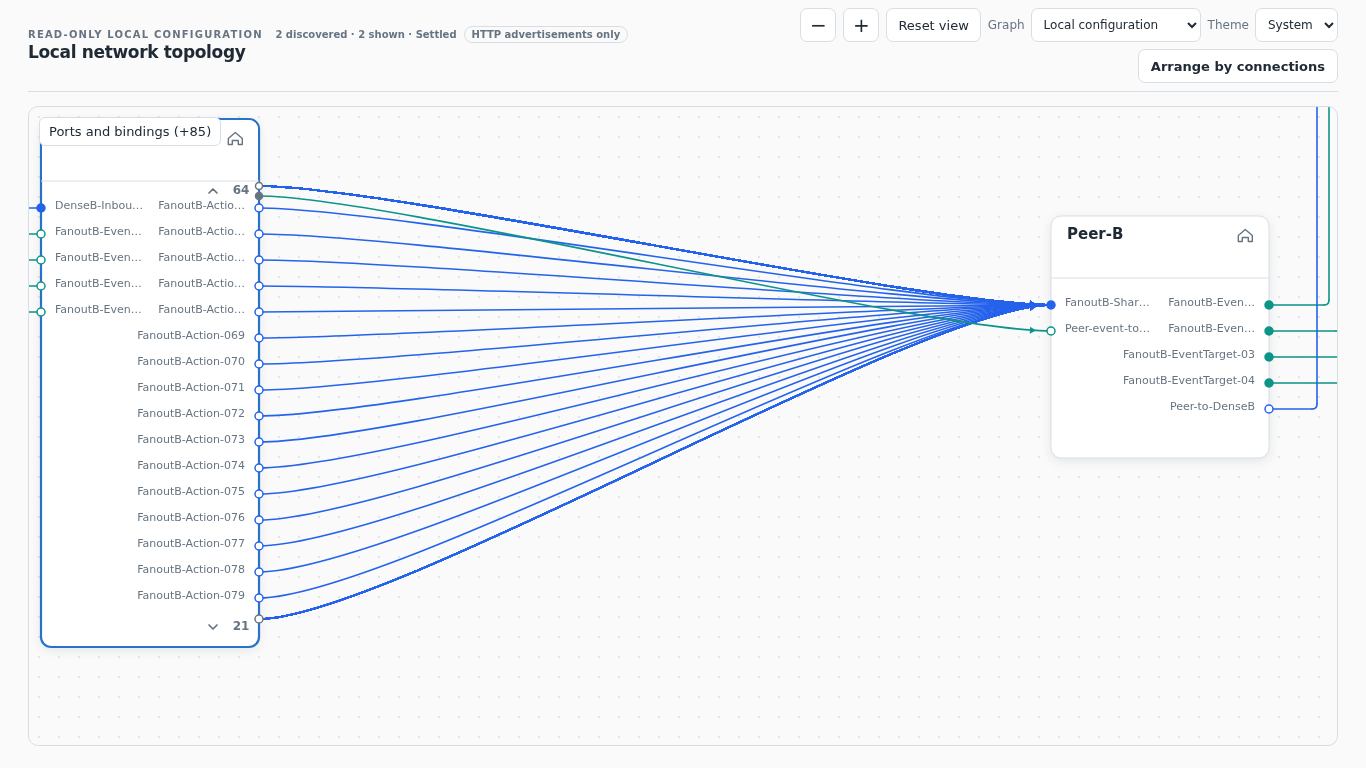 READ-ONLY LOCAL CONFIGURATION 2 discovered · 2 shown · Settled HTTP advertisements only
Local network topology
− + Reset view Graph Local configuration Theme System
Arrange by connections
Ports and bindings (+85)
64
DenseB-Inbou… FanoutB-Actio…
FanoutB-Even… FanoutB-Actio…
FanoutB-Even… FanoutB-Actio…
FanoutB-Even… FanoutB-Actio…
FanoutB-Even… FanoutB-Actio…
FanoutB-Action-069
FanoutB-Action-070
FanoutB-Action-071
FanoutB-Action-072
FanoutB-Action-073
FanoutB-Action-074
FanoutB-Action-075
FanoutB-Action-076
FanoutB-Action-077
FanoutB-Action-078
FanoutB-Action-079
21
Peer-B
FanoutB-Shar… FanoutB-Even…
Peer-event-to… FanoutB-Even…
FanoutB-EventTarget-03
FanoutB-EventTarget-04
Peer-to-DenseB